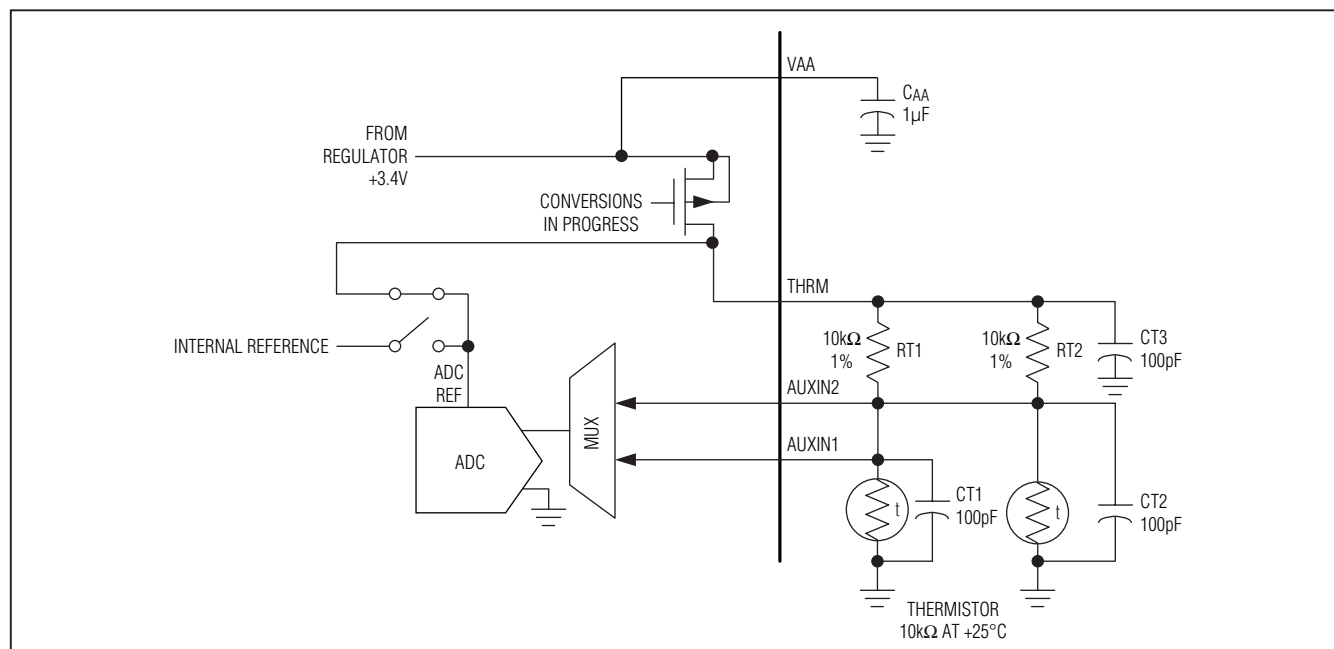 VAA
CAA
1µF
FROM
REGULATOR
+3.4V
CONVERSIONS
IN PROGRESS
THRM
10kΩ
1%
RT1
10kΩ
1%
RT2
CT3
100pF
INTERNAL REFERENCE
ADC
REF
AUXIN2
MUX
AUXIN1
ADC
t
CT1
100pF
t
CT2
100pF
THERMISTOR
10kΩ AT +25°C